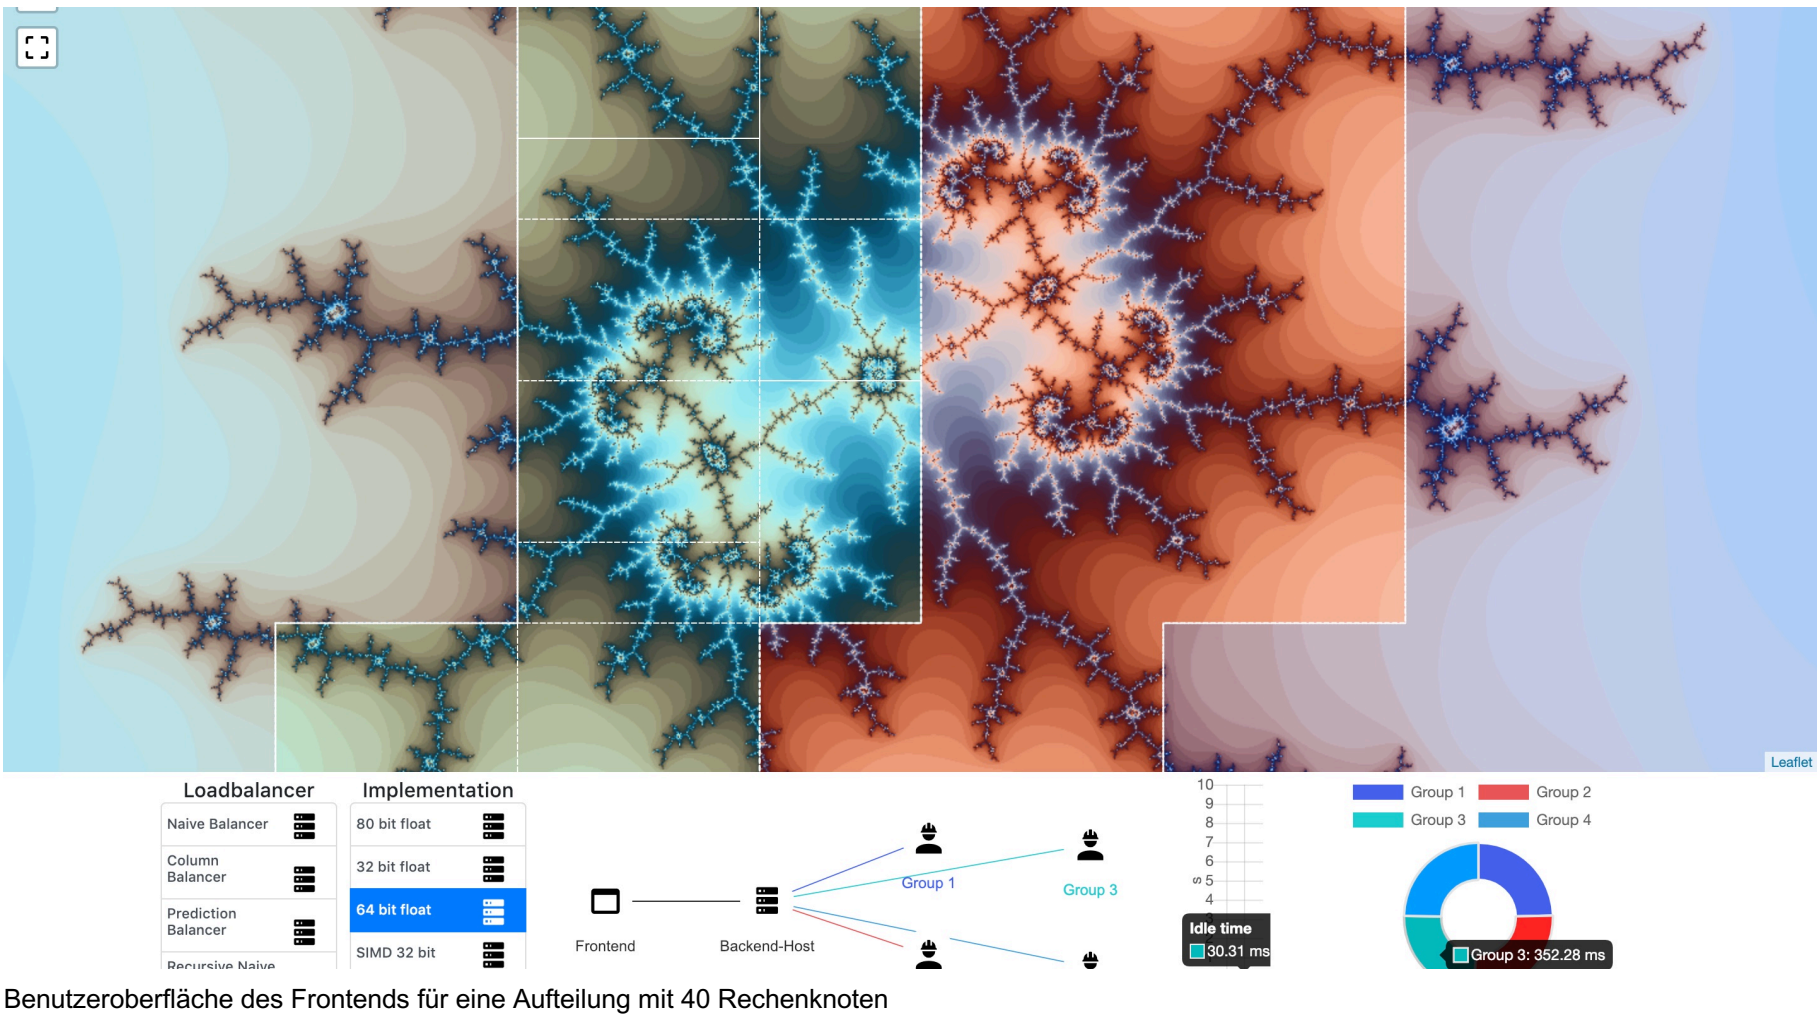 Leaflet
Loadbalancer
Naive Balancer
Column
Balancer
Prediction
Balancer
Recursive Naive
Implementation
80 bit float
32 bit float
64 bit float
SIMD 32 bit
Frontend
Backend-Host
Group 1
Group 3
10
9
8
7
6
5
4
3
s
Idle time
30.31 ms
Group 1
Group 2
Group 3
Group 4
Group 3: 352.28 ms
Benutzeroberfläche des Frontends für eine Aufteilung mit 40 Rechenknoten